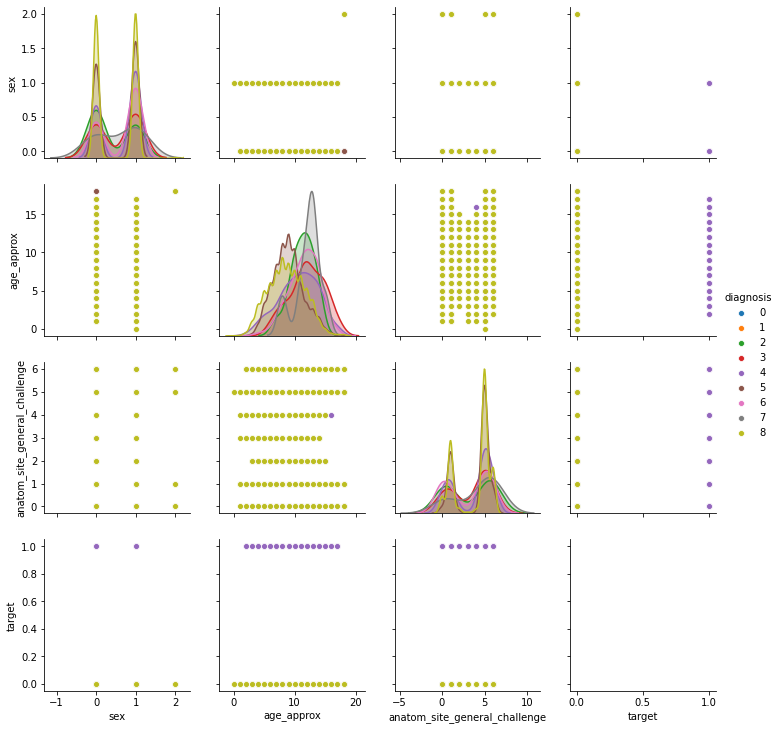 2.0
1.5
1.0
0.5
0.0
sex
15
10
5
0
age_approx
diagnosis
0
1
2
3
4
5
6
7
8
6
5
4
3
2
1
0
anatom_site_general_challenge
1.0
0.8
0.6
0.4
0.2
0.0
target
−1 0 1 2
sex
0 10 20
age_approx
−5 0 5 10
anatom_site_general_challenge
0.0 0.5 1.0
target